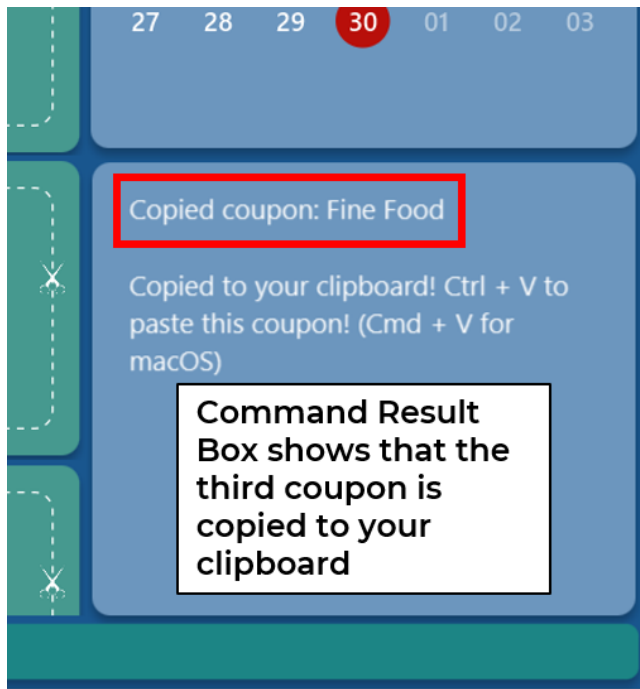 27 28 29 30 01 02 03
Copied coupon: Fine Food
Copied to your clipboard! Ctrl + V to
paste this coupon! (Cmd + V for
macOS)
Command Result
Box shows that the
third coupon is
copied to your
clipboard